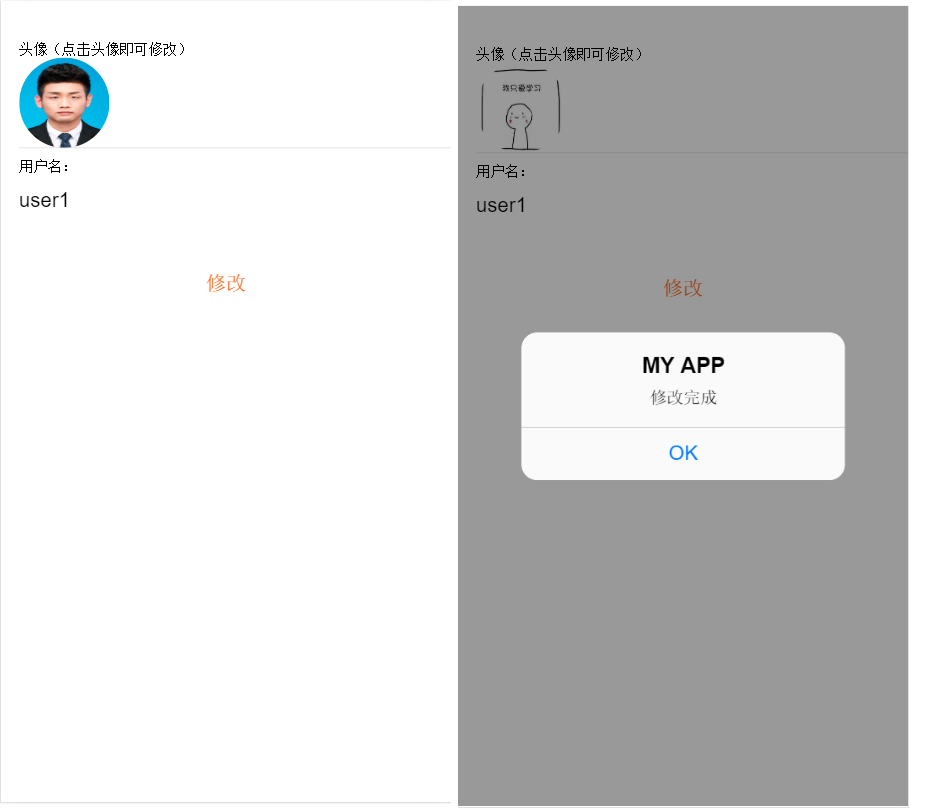 头像（点击头像即可修改）
用户名：
user1
修改
头像（点击头像即可修改）
我只爱学习
用户名：
user1
修改
MY APP
修改完成
OK